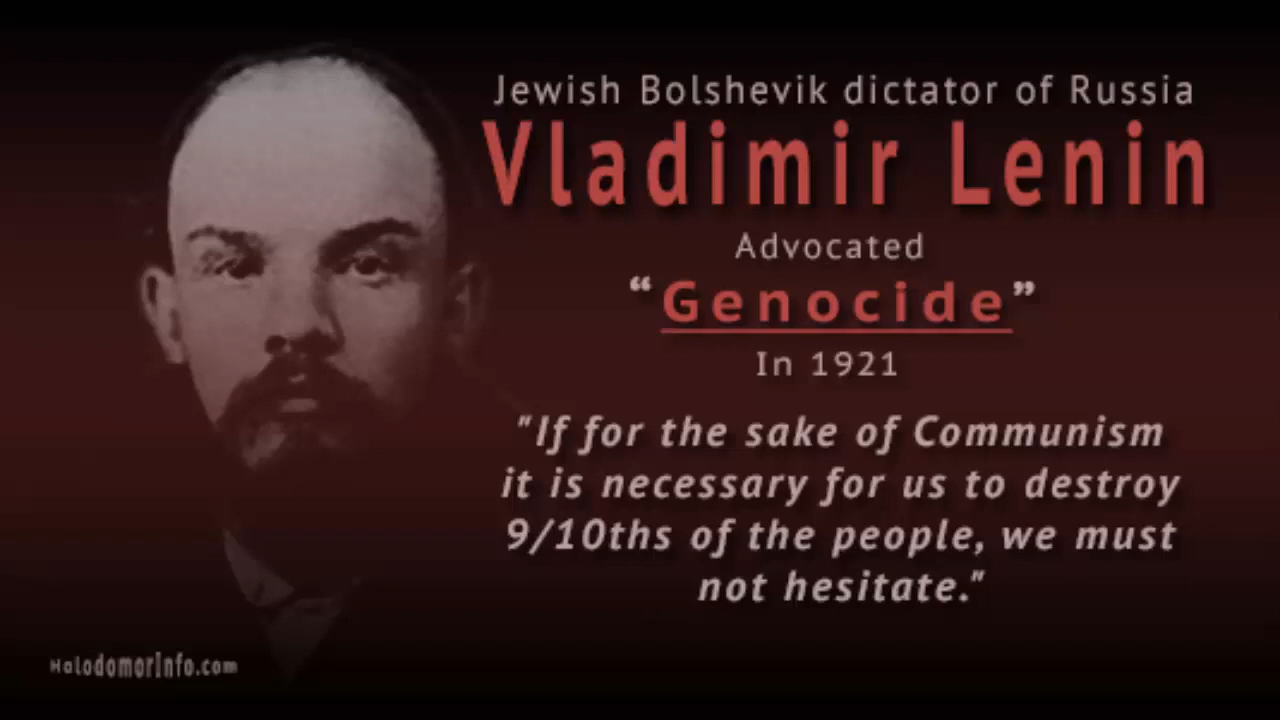 Jewish Bolshevik dictator of Russia
Vladimir Lenin
Advocated
“Genocide”
In 1921
"If for the sake of Communism
it is necessary for us to destroy
9/10ths of the people, we must
not hesitate."
HolodomorInfo.com